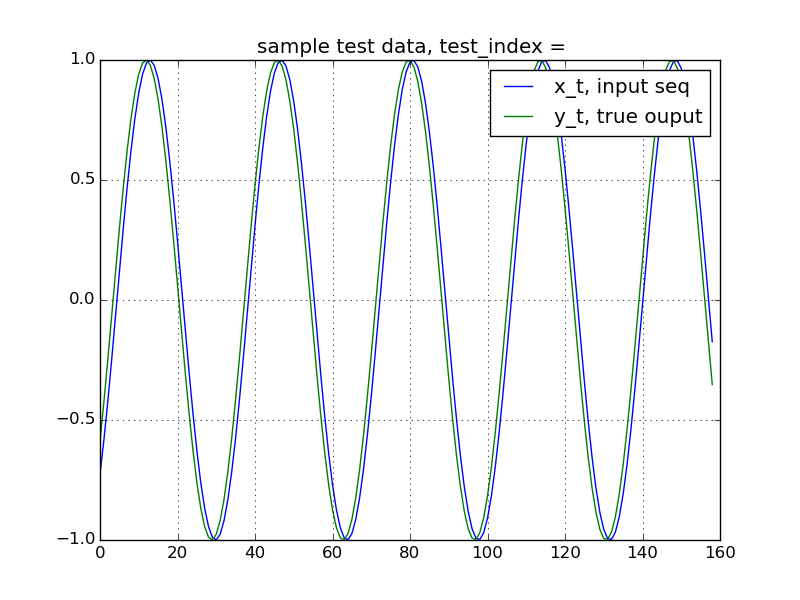 sample test data, test_index =
x_t, input seq
y_t, true ouput
1.0
0.5
0.0
−0.5
−1.0
0 20 40 60 80 100 120 140 160